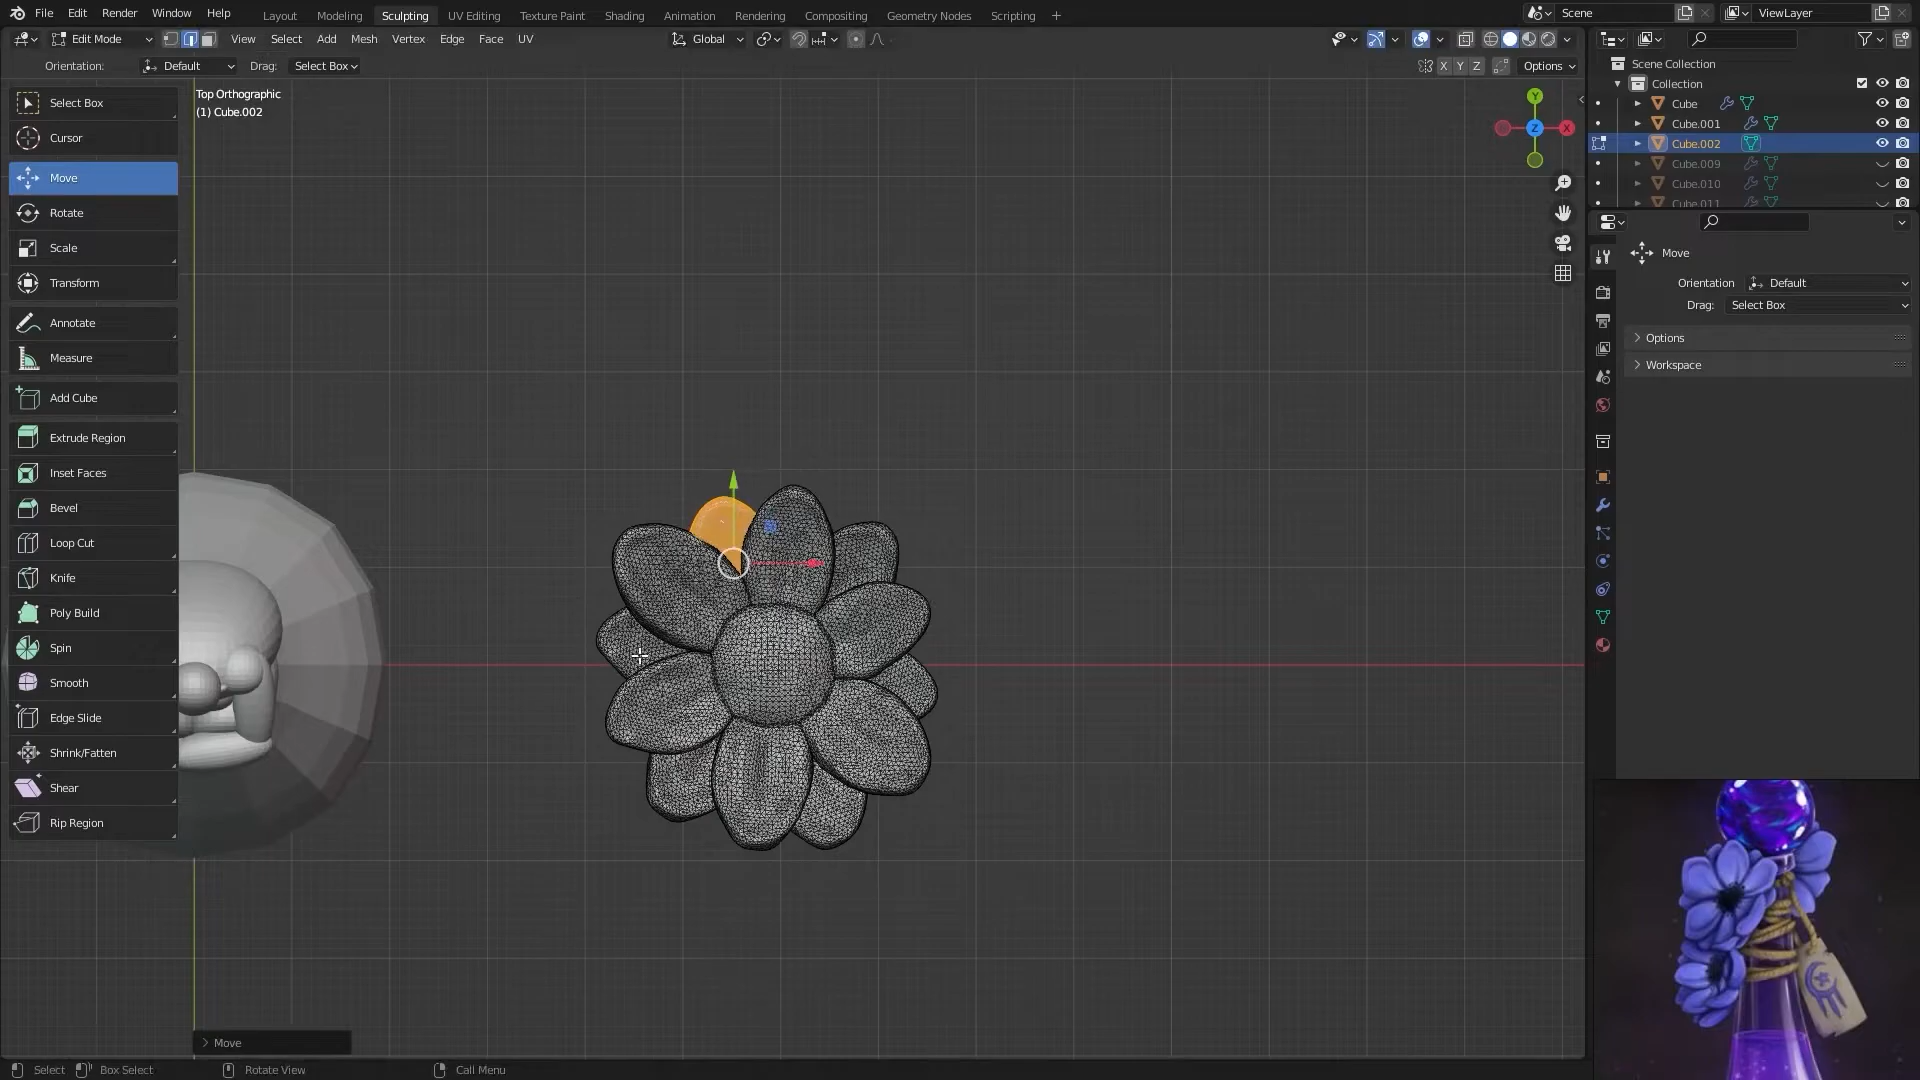 File Edit Render Window Help Layout Modeling Sculpting UV Editing Texture Paint Shading Animation Rendering Compositing Geometry Nodes Scripting + Scene ViewLayer
Edit Mode View Select Add Mesh Vertex Edge Face UV Global
Orientation: Default Drag: Select Box X Y Z Options
Top Orthographic
(1) Cube.002
Select Box
Cursor
Move
Rotate
Scale
Transform
Annotate
Measure
Add Cube
Extrude Region
Inset Faces
Bevel
Loop Cut
Knife
Poly Build
Spin
Smooth
Edge Slide
Shrink/Fatten
Shear
Rip Region
Y
Z
X
Move
Select Box Select Rotate View Call Menu
Scene Collection
Collection
Cube
Cube.001
Cube.002
Cube.009
Cube.010
Cube.011
Move
Orientation Default
Drag: Select Box
Options
Workspace